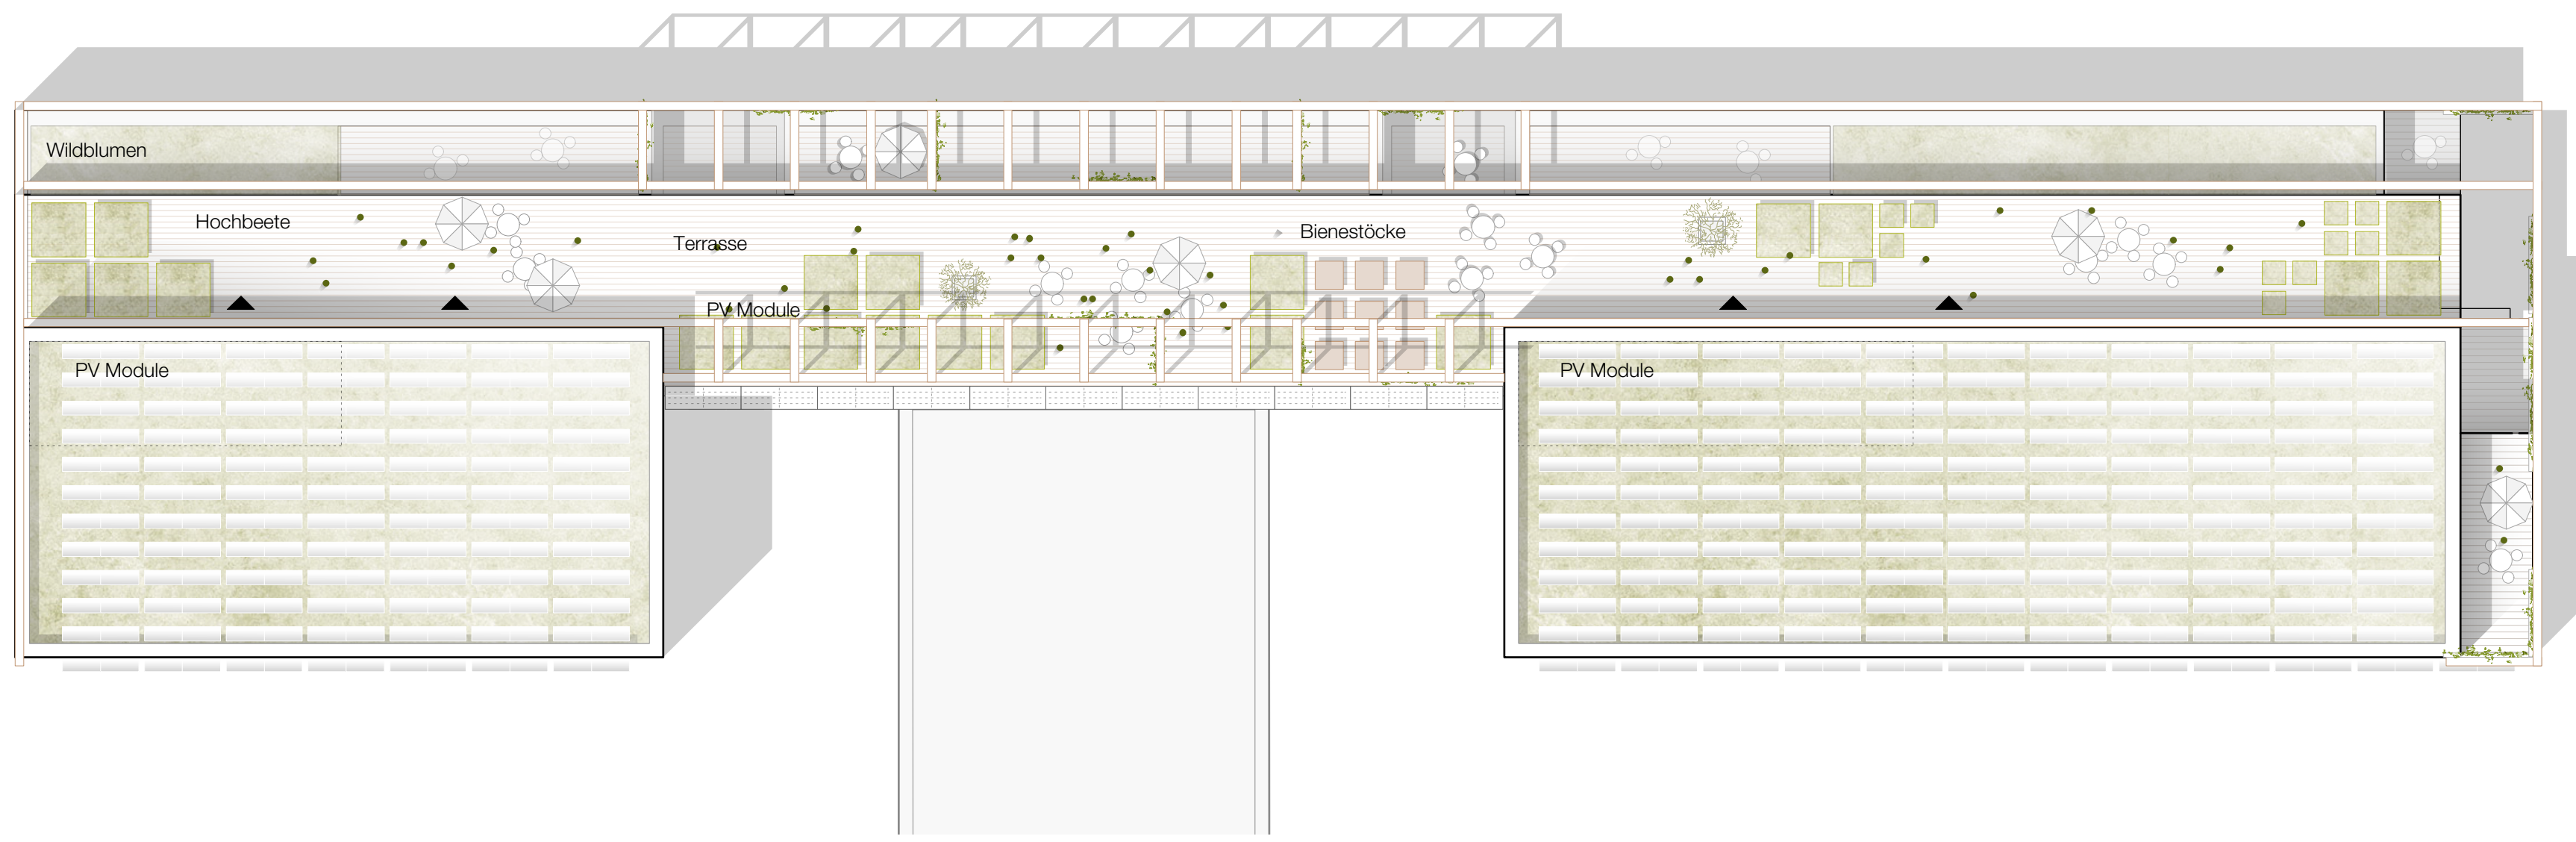 Wildblumen
Hochbeete
Terrasse
Bienestöcke
PV Module
PV Module
PV Module